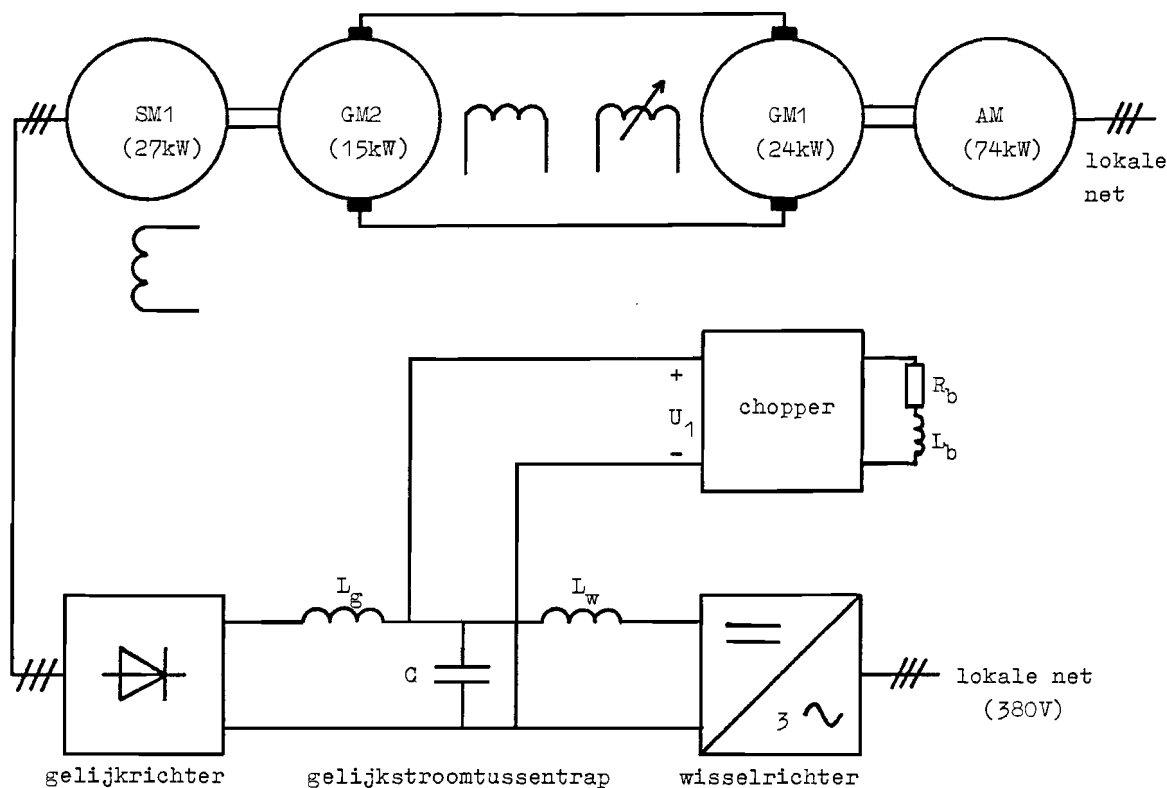 SM1
(27kW)
GM2
(15kW)
GM1
(24kW)
AM
(74kW)
lokale
net
+
U1
-
chopper
Rb
Lb
Lg
Lw
C
3
lokale net
(380V)
gelijkrichter
gelijkstroomtussentrap
wisselrichter